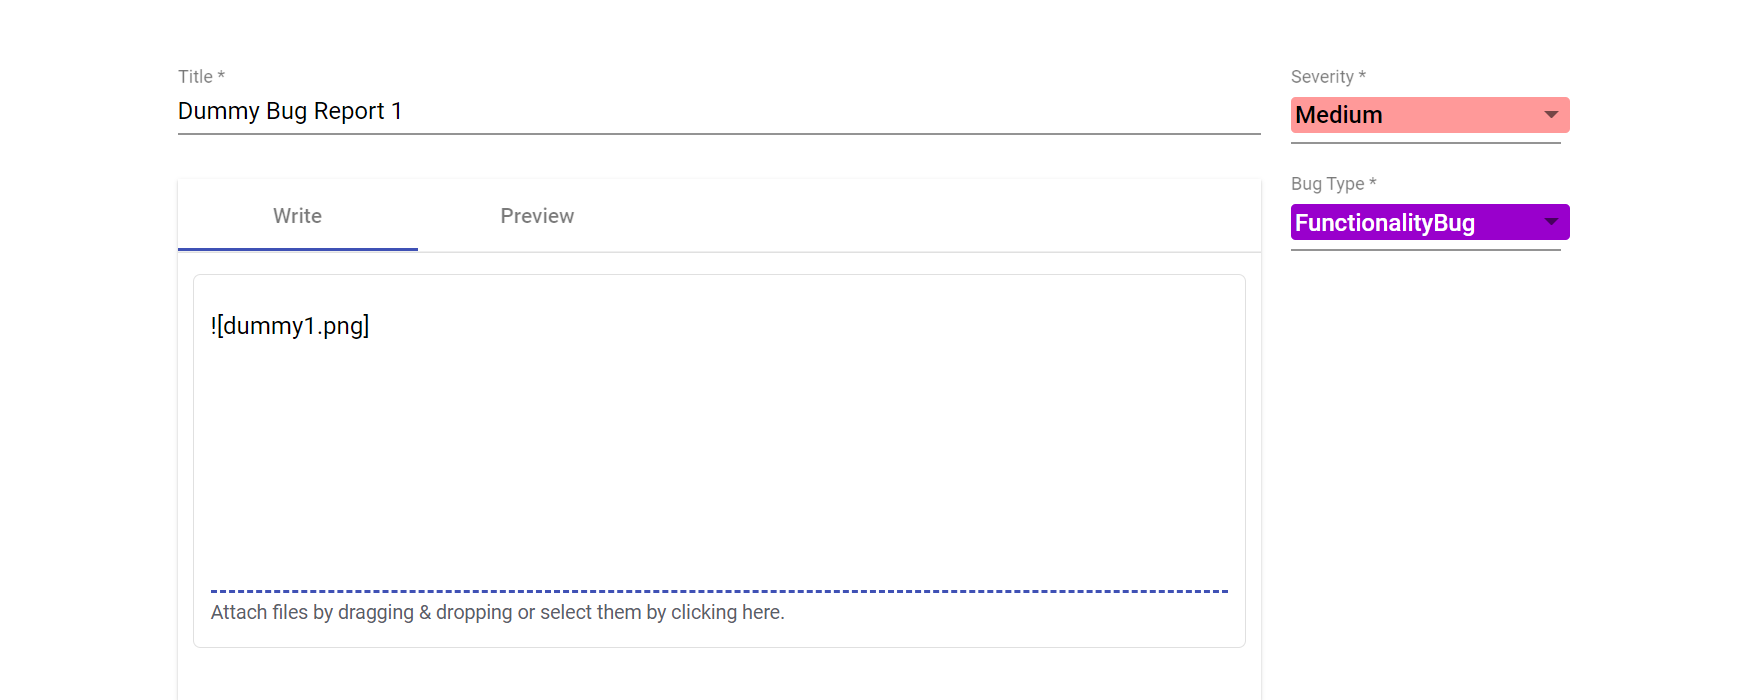 Title *
Dummy Bug Report 1
Severity *
Medium
Bug Type *
FunctionalityBug
Write
Preview
![dummy1.png]
Attach files by dragging & dropping or select them by clicking here.